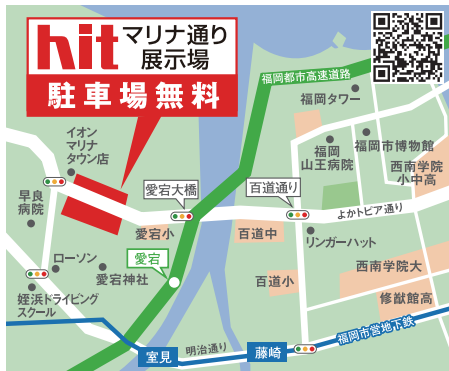 hit マリナ通り
展示場
駐車場無料
福岡都市高速道路
福岡タワー
イオン
マリナ
タウン店
福岡
山王病院
福岡市博物館
西南学院
小中高
愛宕大橋
百道通り
早良
病院
よかトピア通り
愛宕小
百道中
リンガーハット
ローソン
愛宕
愛宕神社
西南学院大
百道小
姪浜ドライビング
スクール
修猷館高
福岡市営地下鉄
室見
明治通り
藤崎